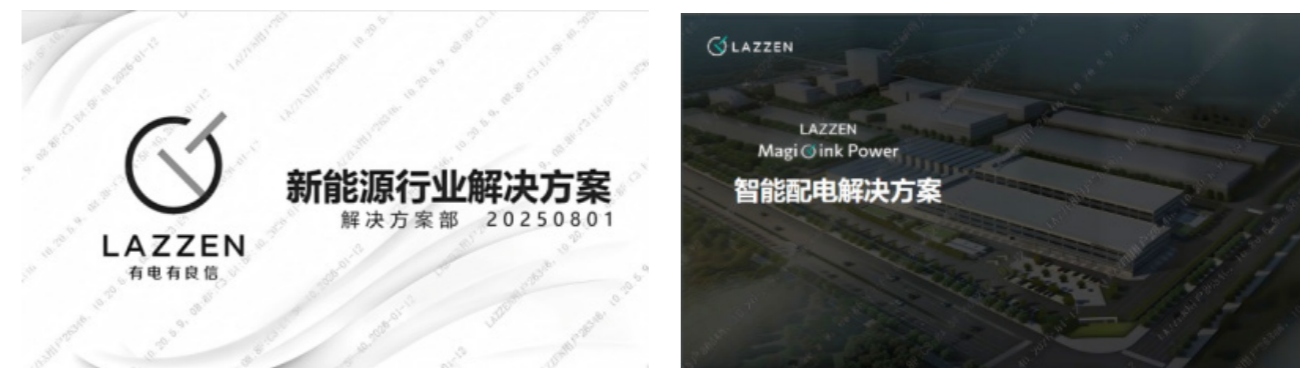 LAZZEN
有电有良信
新能源行业解决方案
解决方案部 20250801
LAZZEN
LAZZEN
Magi ink Power
智能配电解决方案